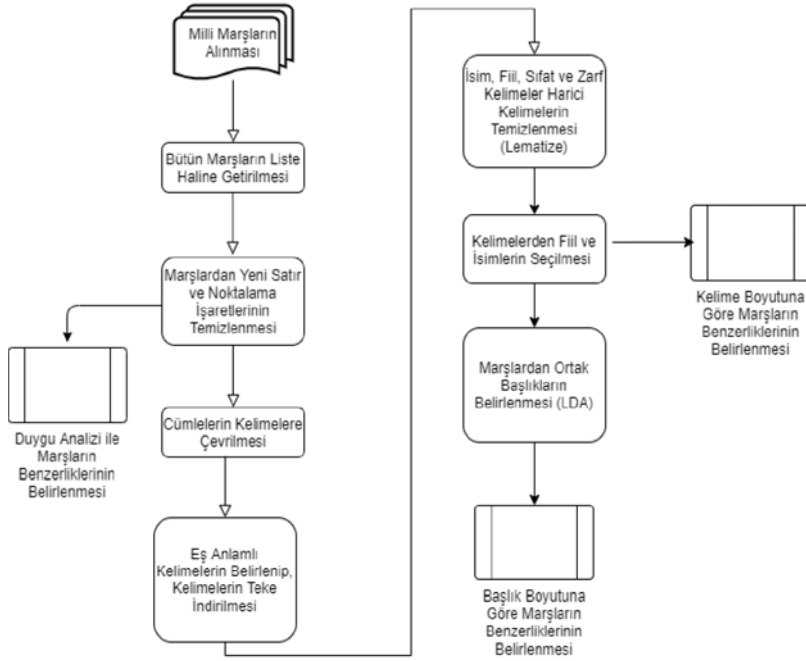 Milli Marşların
Alınması
Bütün Marşların Liste
Haline Getirilmesi
Marşlardan Yeni Satır
ve Noktalama
İşaretlerinin
Temizlenmesi
Duygu Analizi ile
Marşların
Benzerliklerinin
Belirlenmesi
Cümlelerin Kelimelere
Çevrilmesi
Eş Anlamlı
Kelimelerin Belirlenip,
Kelimelerin Teke
İndirilmesi
İsim, Fiil, Sıfat ve Zarf
Kelimeler Harici
Kelimelerin
Temizlenmesi
(Lematize)
Kelimelerden Fiil ve
İsimlerin Seçilmesi
Kelime Boyutuna
Göre Marşların
Benzerliklerinin
Belirlenmesi
Marşlardan Ortak
Başlıkların
Belirlenmesi (LDA)
Başlık Boyutuna
Göre Marşların
Benzerliklerinin
Belirlenmesi